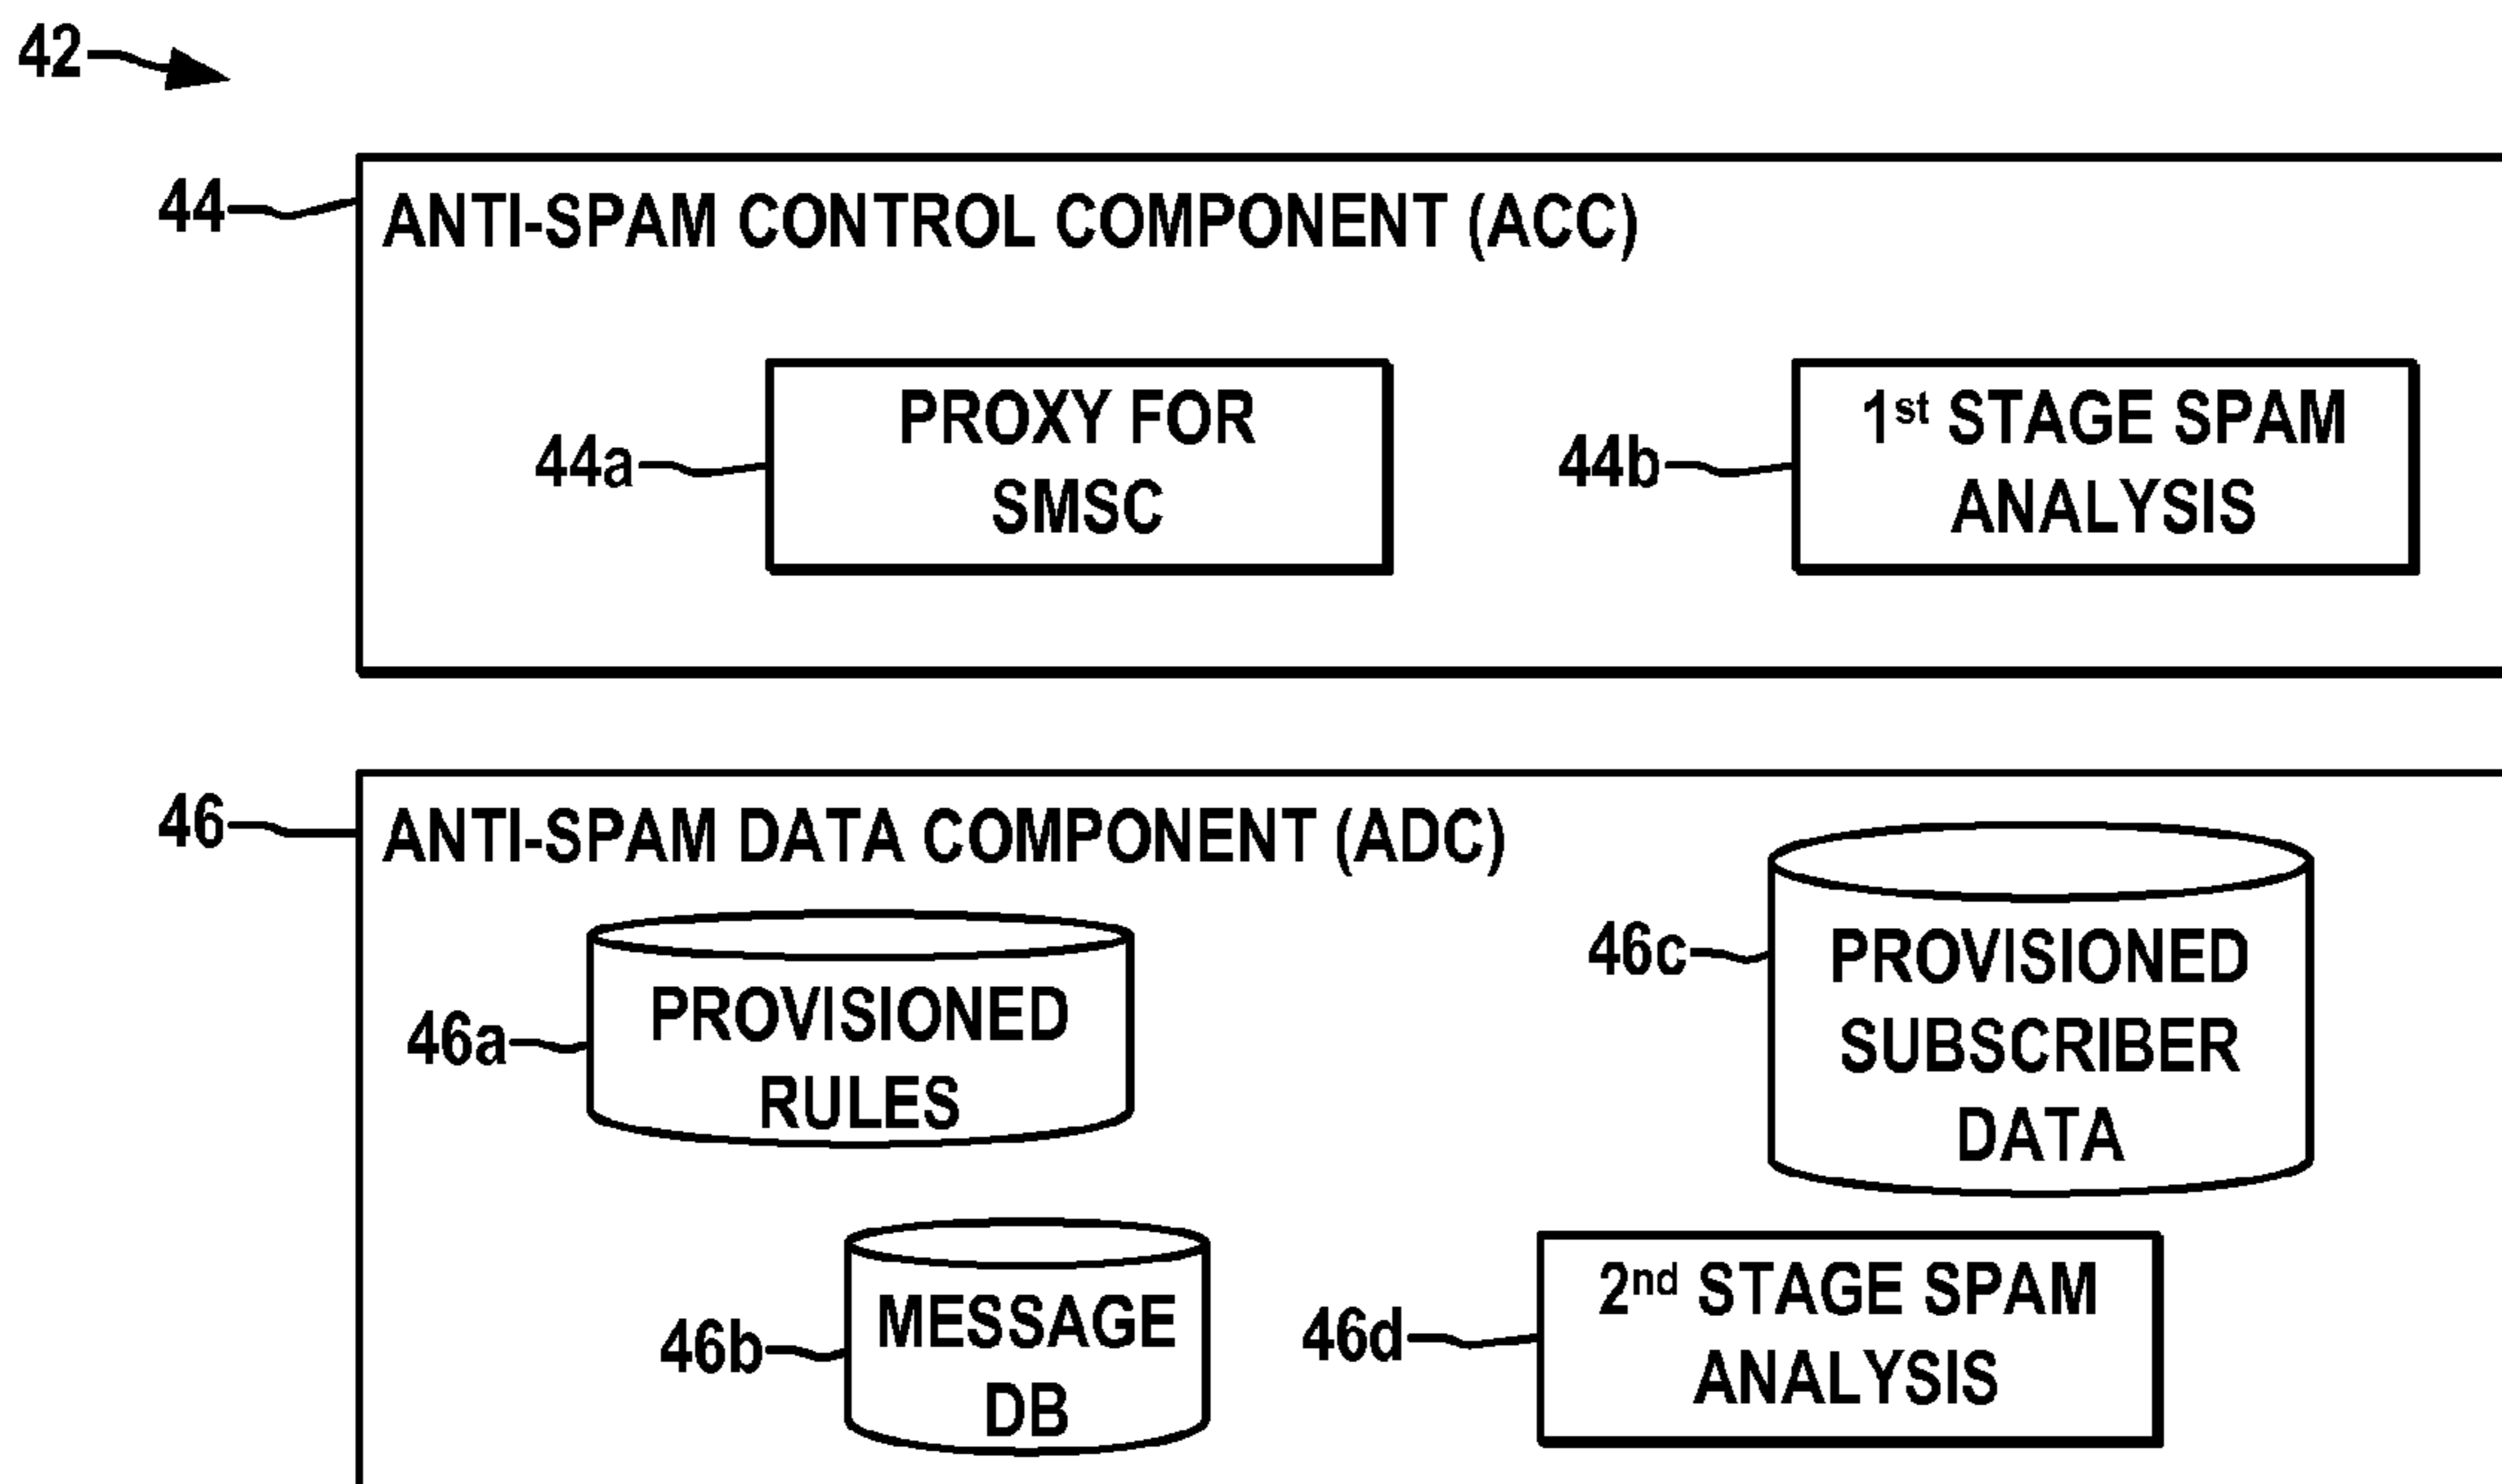 42
44
ANTI-SPAM CONTROL COMPONENT (ACC)
44a
PROXY FOR
SMSC
44b
1st STAGE SPAM
ANALYSIS
46
ANTI-SPAM DATA COMPONENT (ADC)
46a
PROVISIONED
RULES
46c
PROVISIONED
SUBSCRIBER
DATA
46b
MESSAGE
DB
46d
2nd STAGE SPAM
ANALYSIS